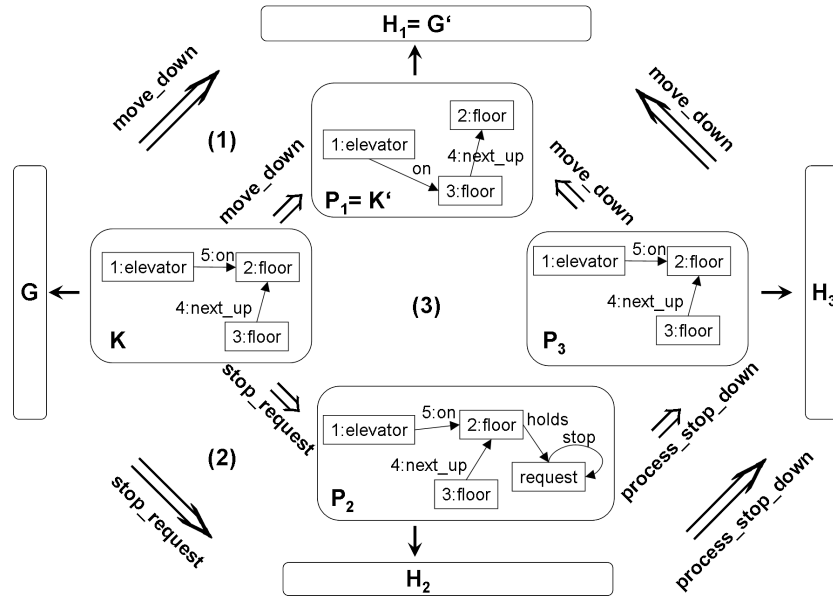 H1= G‘
move_down
move_down
(1)
2:floor
1:elevator
4:next_up
on
3:floor
P1= K‘
move_down
move_down
G
5:on
1:elevator
2:floor
4:next_up
3:floor
K
(3)
5:on
1:elevator
2:floor
4:next_up
3:floor
P3
H3
stop_request
(2)
stop_request
5:on
1:elevator
2:floor
holds
stop
4:next_up
request
3:floor
P2
process_stop_down
process_stop_down
H2